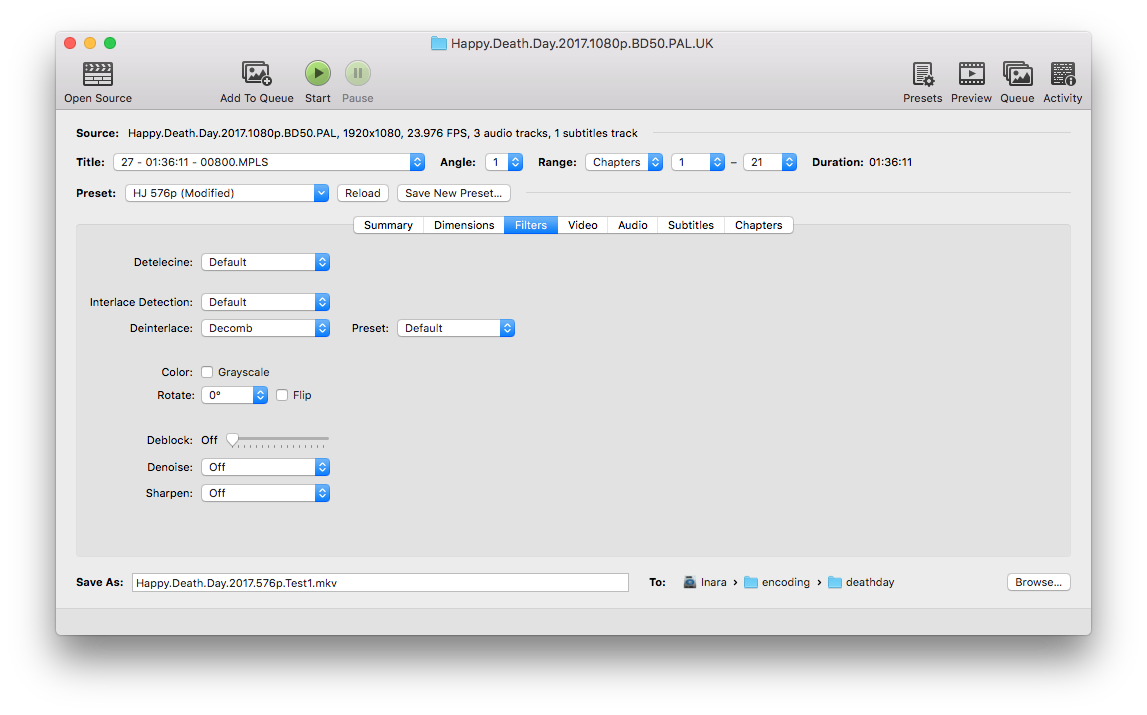 Happy.Death.Day.2017.1080p.BD50.PAL.UK
Open Source Add To Queue Start Pause Presets Preview Queue Activity
Source: Happy.Death.Day.2017.1080p.BD50.PAL, 1920x1080, 23.976 FPS, 3 audio tracks, 1 subtitles track
Title: 27 - 01:36:11 - 00800.MPLS Angle: 1 Range: Chapters 1 – 21 Duration: 01:36:11
Preset: HJ 576p (Modified) Reload Save New Preset...
Summary Dimensions Filters Video Audio Subtitles Chapters
Detelecine: Default
Interlace Detection: Default
Deinterlace: Decomb Preset: Default
Color: Grayscale
Rotate: 0° Flip
Deblock: Off
Denoise: Off
Sharpen: Off
Save As: Happy.Death.Day.2017.576p.Test1.mkv To: Inara › encoding › deathday Browse...